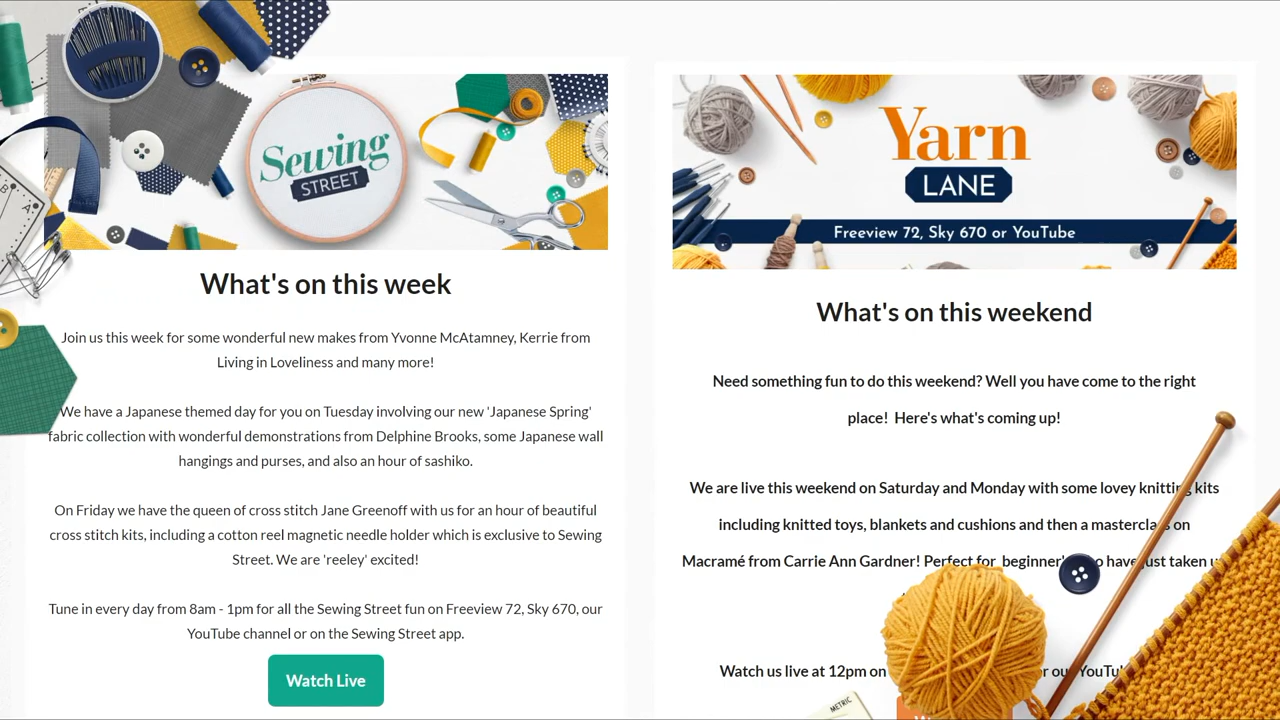 Sewing
STREET
What's on this week
Join us this week for some wonderful new makes from Yvonne McAtamney, Kerrie from
Living in Loveliness and many more!
We have a Japanese themed day for you on Tuesday involving our new 'Japanese Spring'
fabric collection with wonderful demonstrations from Delphine Brooks, some Japanese wall
hangings and purses, and also an hour of sashiko.
On Friday we have the queen of cross stitch Jane Greenoff with us for an hour of beautiful
cross stitch kits, including a cotton reel magnetic needle holder which is exclusive to Sewing
Street. We are 'reeley' excited!
Tune in every day from 8am - 1pm for all the Sewing Street fun on Freeview 72, Sky 670, our
YouTube channel or on the Sewing Street app.
Watch Live
Yarn
LANE
Freeview 72, Sky 670 or YouTube
What's on this weekend
Need something fun to do this weekend? Well you have come to the right
place! Here's what's coming up!
We are live this weekend on Saturday and Monday with some lovey knitting kits
including knitted toys, blankets and cushions and then a masterclass on
Macramé from Carrie Ann Gardner! Perfect for beginner's have just taken
Watch us live at 12pm on
METRIC